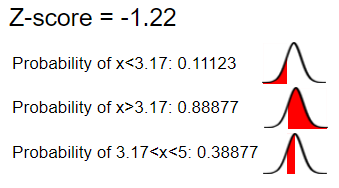 Z-score = -1.22
Probability of x<3.17: 0.11123
Probability of x>3.17: 0.88877
Probability of 3.17<x<5: 0.38877